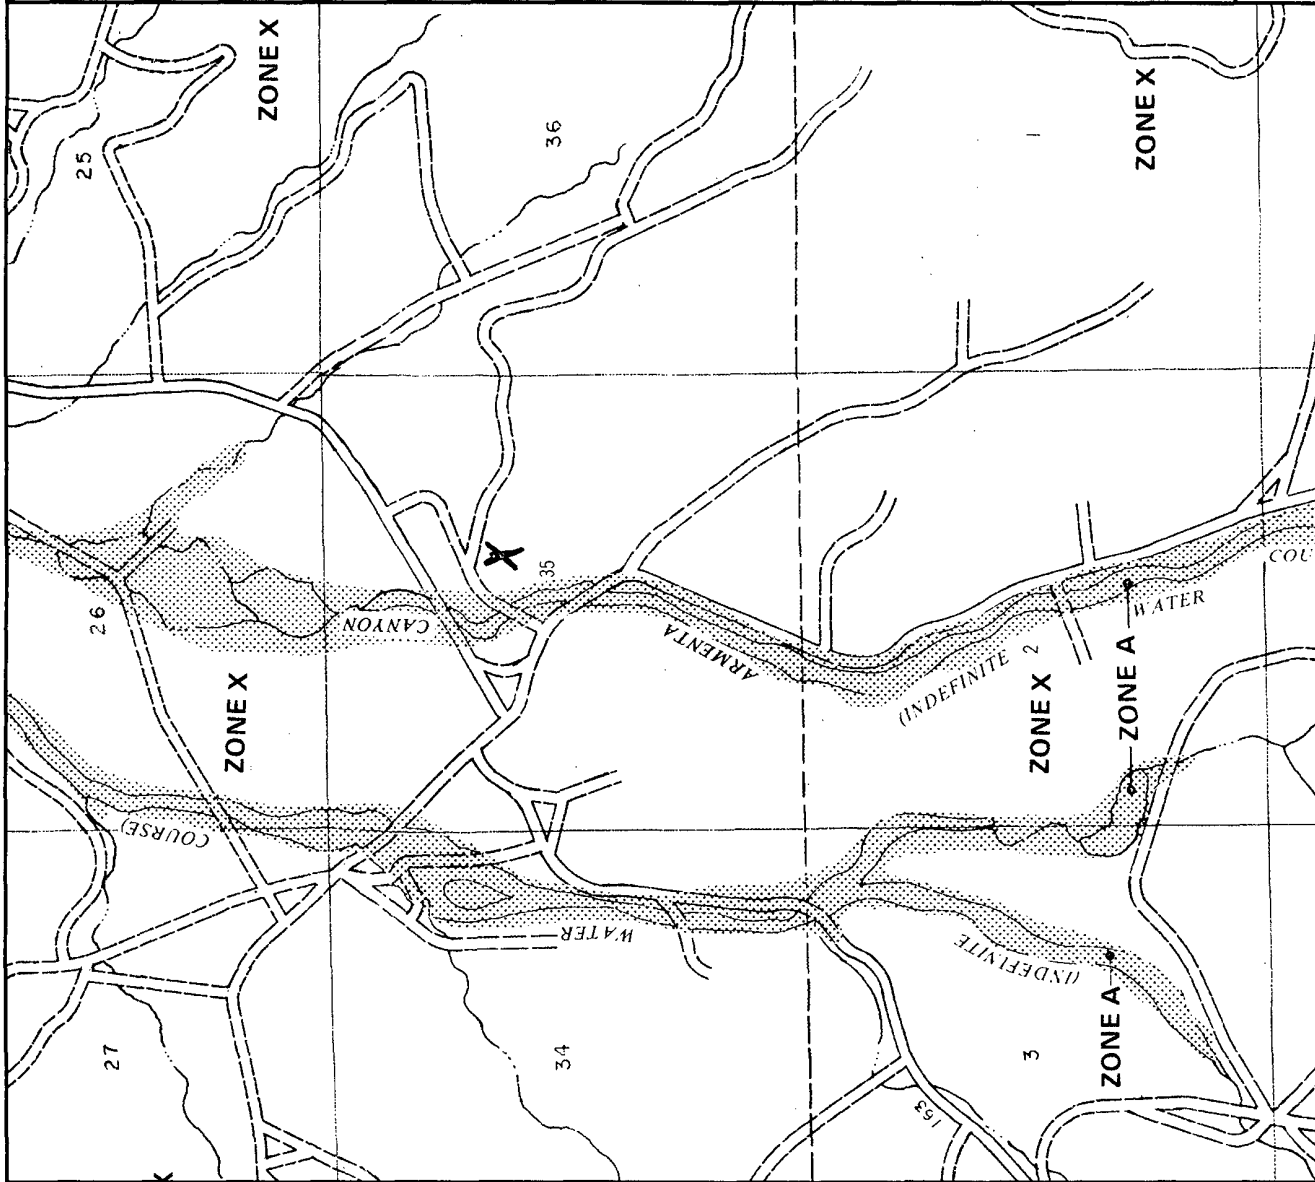 ZONE X
25
36
1
ZONE X
26
CANYON
35
ARMENTA
(INDEFINITE
2
WATER
COU
ZONE X
ZONE X
ZONE A
COURSE)
WATER
(INDEFINITE
ZONE A
27
34
3
163